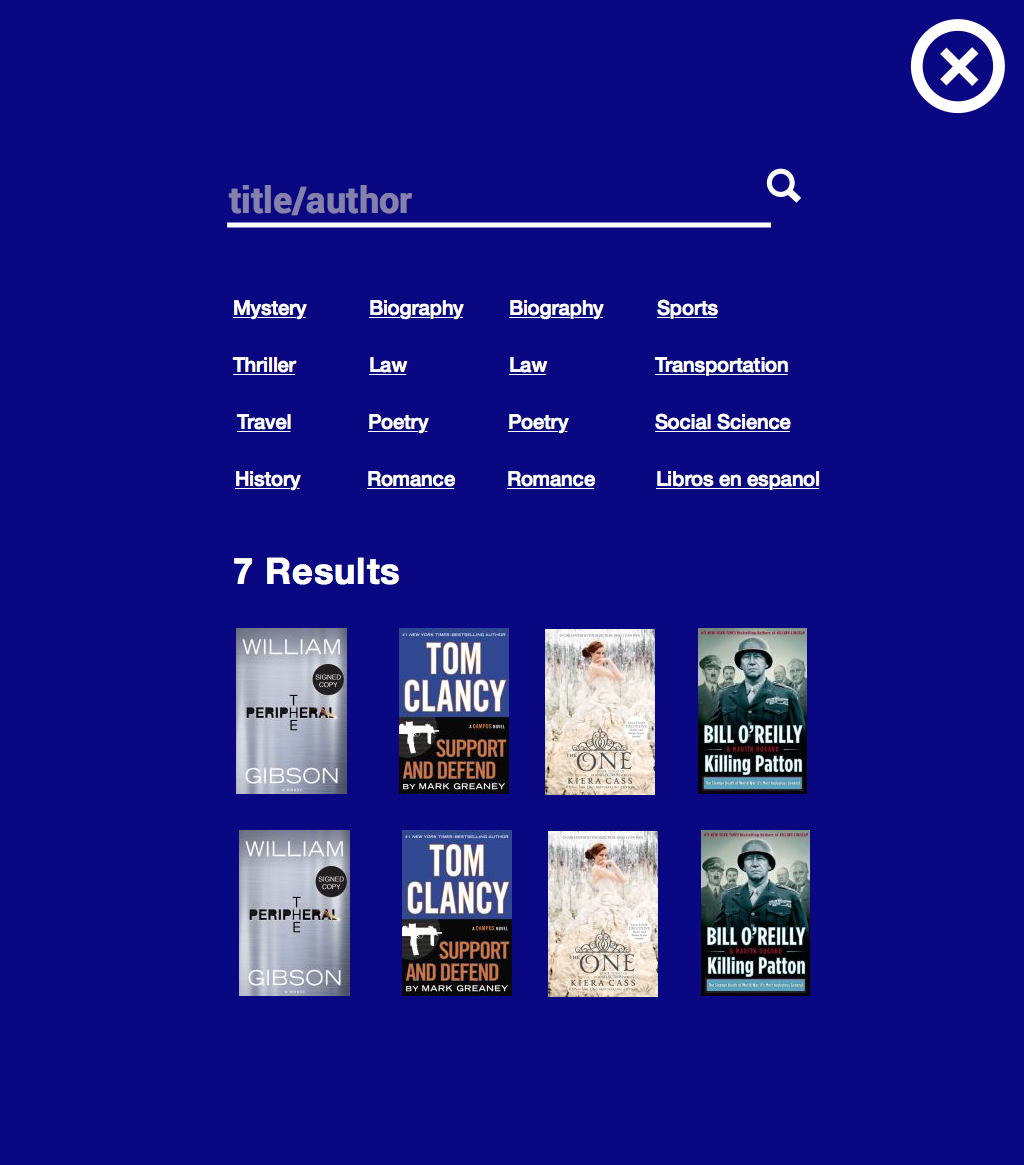 title/author
Mystery Biography Biography Sports
Thriller Law Law Transportation
Travel Poetry Poetry Social Science
History Romance Romance Libros en espanol
7 Results
WILLIAM
SIGNED
COPY
THE
PERIPHERAL
GIBSON
A NOVEL
#1 NEW YORK TIMES-BESTSELLING AUTHOR
TOM
CLANCY
A CAMPUS NOVEL
SUPPORT
AND DEFEND
BY MARK GREANEY
THE
ONE
KIERA CASS
#1 NEW YORK TIMES Bestselling Authors of KILLING LINCOLN
BILL O'REILLY
& MARTIN DUGARD
Killing Patton
The Strange Death of World War II's Most Audacious General
WILLIAM
SIGNED
COPY
THE
PERIPHERAL
GIBSON
A NOVEL
#1 NEW YORK TIMES-BESTSELLING AUTHOR
TOM
CLANCY
A CAMPUS NOVEL
SUPPORT
AND DEFEND
BY MARK GREANEY
THE
ONE
KIERA CASS
#1 NEW YORK TIMES Bestselling Authors of KILLING LINCOLN
BILL O'REILLY
& MARTIN DUGARD
Killing Patton
The Strange Death of World War II's Most Audacious General